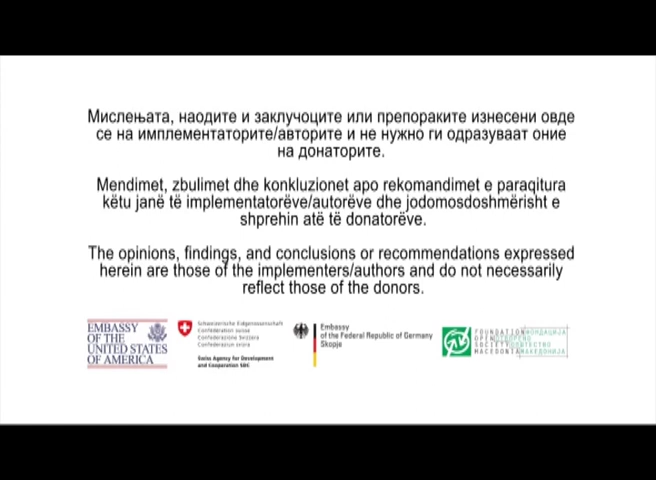 Мислењата, наодите и заклучоците или препораките изнесени овде
се на имплементаторите/авторите и не нужно ги одразуваат оние
на донаторите.
Mendimet, zbulimet dhe konkluzionet apo rekomandimet e paraqitura
këtu janë të implementatorëve/autorëve dhe jodomosdoshmërisht e
shprehin atë të donatorëve.
The opinions, findings, and conclusions or recommendations expressed
herein are those of the implementers/authors and do not necessarily
reflect those of the donors.
EMBASSY
OF THE
UNITED STATES
OF AMERICA
Schweizerische Eidgenossenschaft
Confédération suisse
Confederazione Svizzera
Confederaziun svizra
Swiss Agency for Development
and Cooperation SDC
Embassy
of the Federal Republic of Germany
Skopje
FOUNDATION ФОНДАЦИЈА
OPEN ОТВОРЕНО
SOCIETY ОПШТЕСТВО
MACEDONIA МАКЕДОНИЈА